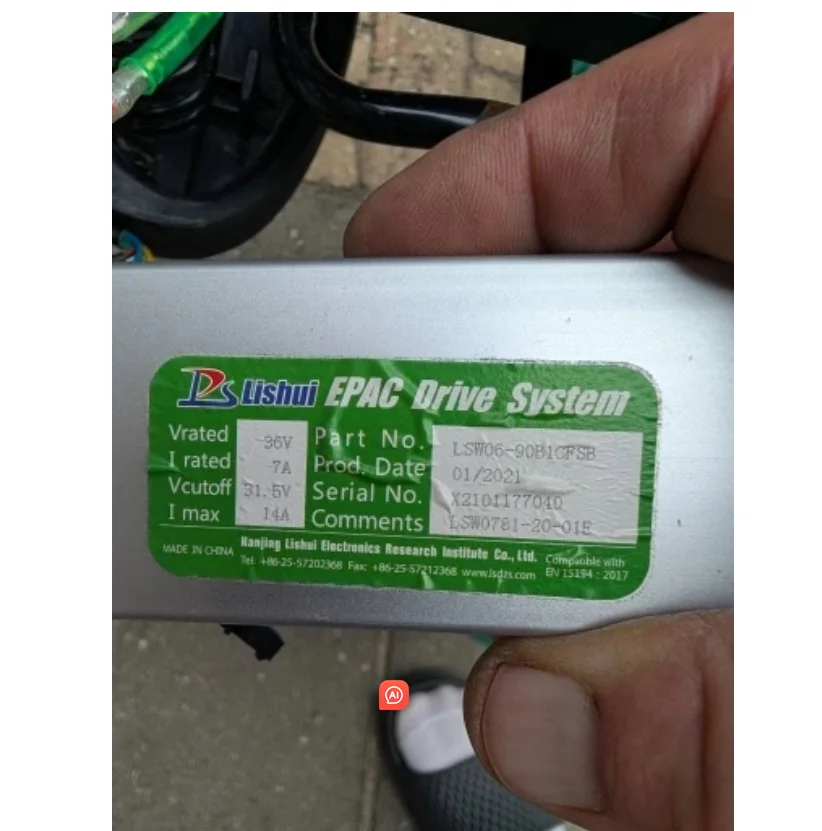 Lishui EPAC Drive System
Vrated 36V Part No. LSW06-90B1CFSB
I rated 7A Prod. Date 01/2021
Vcutoff 31.5V Serial No. X2101177040
I max 14A Comments LSW0781-20-01E
MADE IN CHINA Nanjing Lishui Electronics Research Institute Co., Ltd. Compatible with
Tel: +86-25-57202368 Fax: +86-25-57212368 www.lsdzs.com EN 15194 : 2017
AI